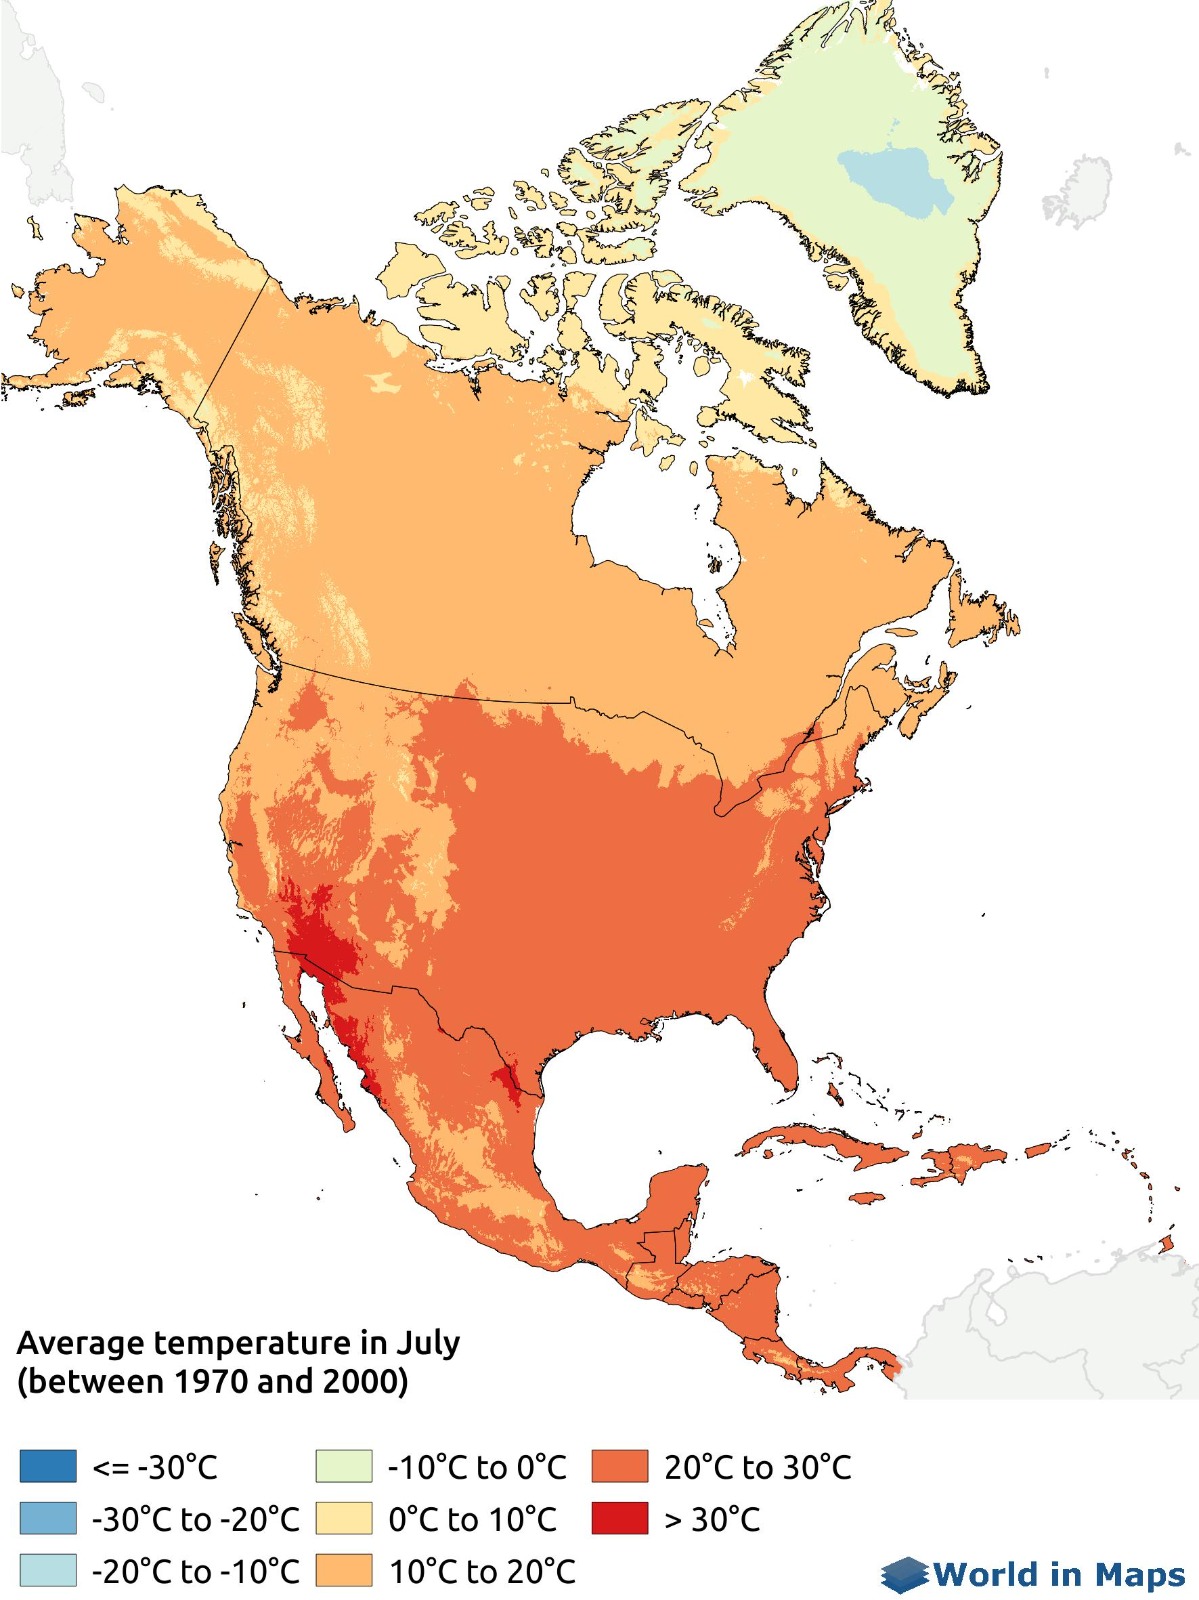 Average temperature in July
(between 1970 and 2000)
<= -30°C
-30°C to -20°C
-20°C to -10°C
-10°C to 0°C
0°C to 10°C
10°C to 20°C
20°C to 30°C
> 30°C
World in Maps